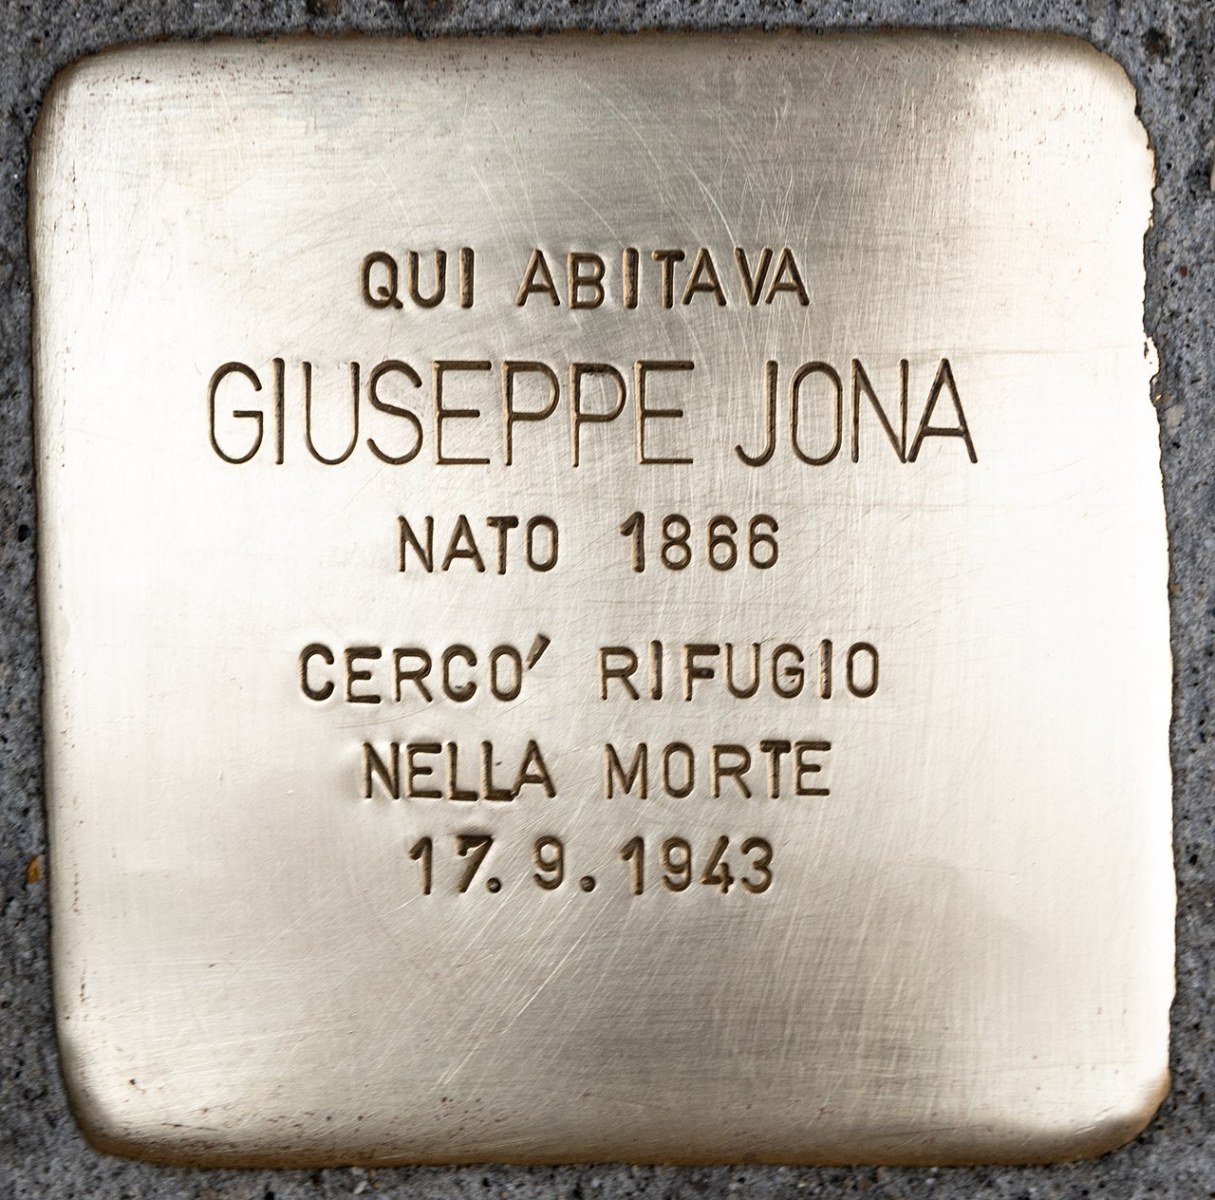 QUI ABITAVA
GIUSEPPE JONA
NATO 1866
CERCO' RIFUGIO
NELLA MORTE
17.9.1943